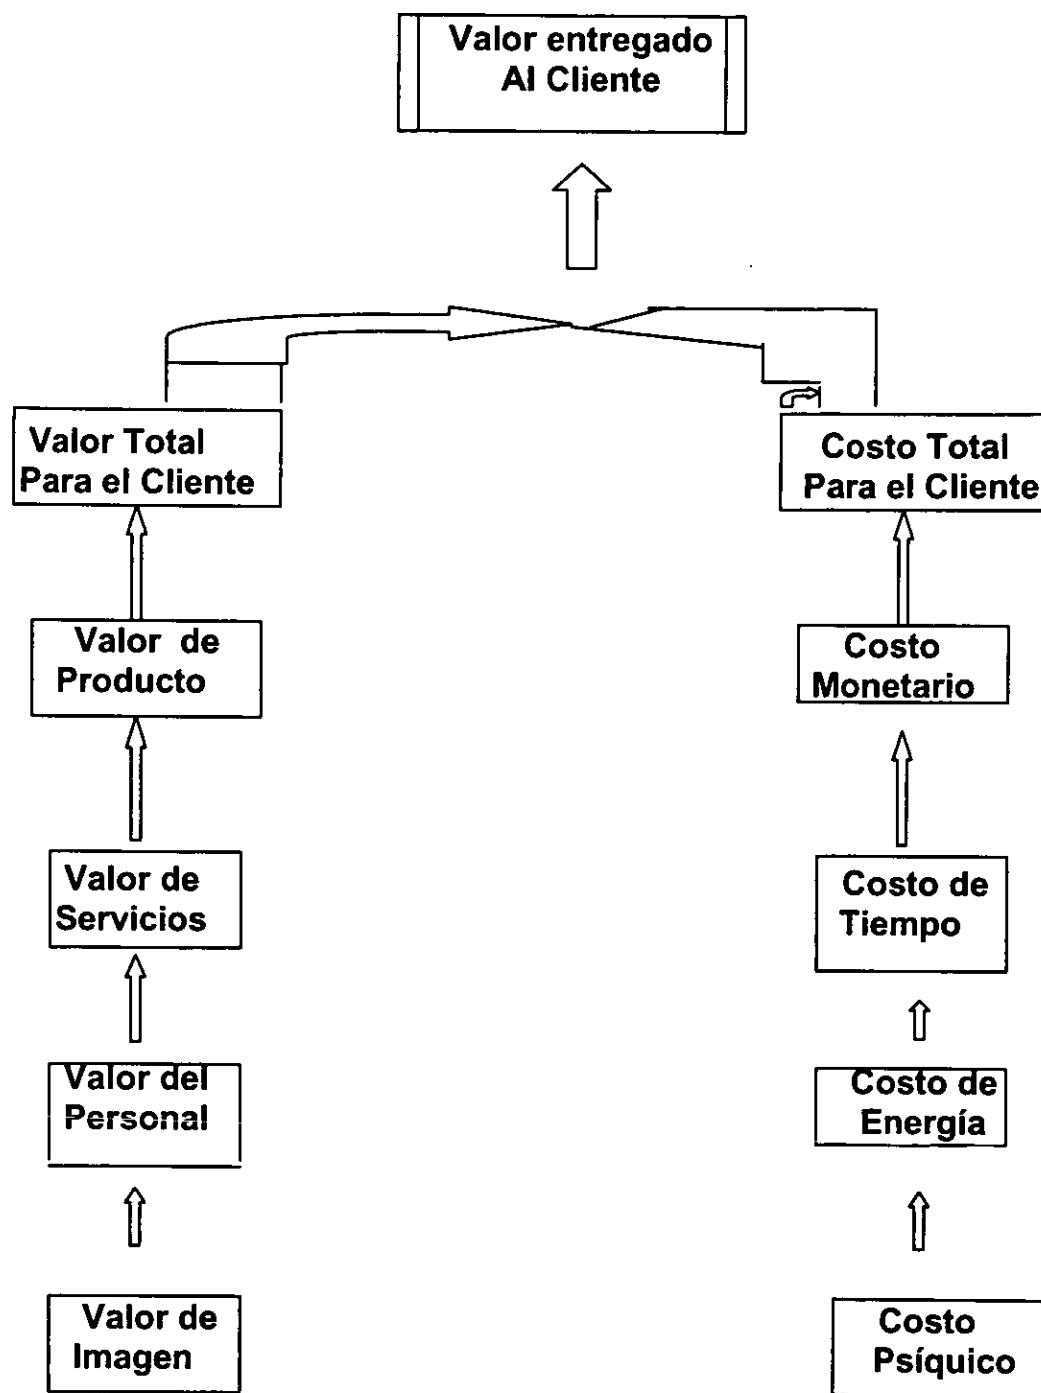 Valor entregado
Al Cliente
Valor Total
Para el Cliente
Costo Total
Para el Cliente
Valor de
Producto
Costo
Monetario
Valor de
Servicios
Costo de
Tiempo
Valor del
Personal
Costo de
Energía
Valor de
Imagen
Costo
Psíquico